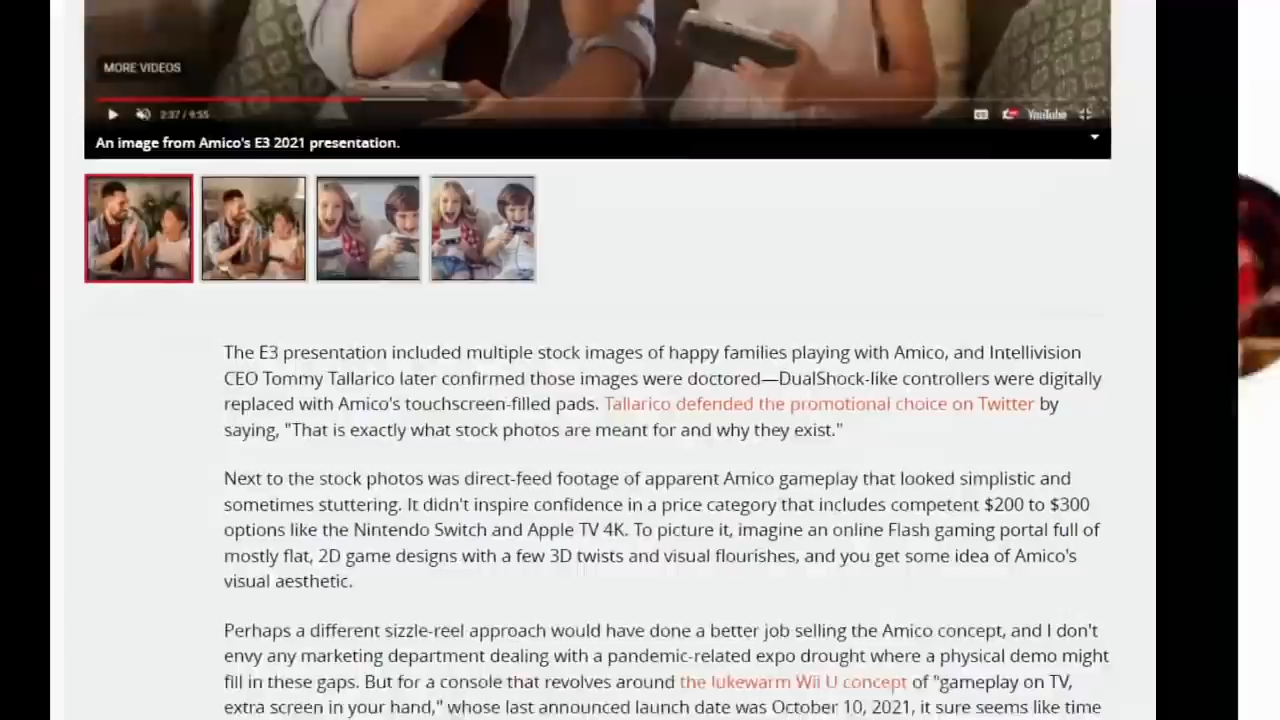 MORE VIDEOS
2:37 / 9:55
CC
YouTube
An image from Amico's E3 2021 presentation.
The E3 presentation included multiple stock images of happy families playing with Amico, and Intellivision
CEO Tommy Tallarico later confirmed those images were doctored—DualShock-like controllers were digitally
replaced with Amico's touchscreen-filled pads. Tallarico defended the promotional choice on Twitter by
saying, "That is exactly what stock photos are meant for and why they exist."
Next to the stock photos was direct-feed footage of apparent Amico gameplay that looked simplistic and
sometimes stuttering. It didn't inspire confidence in a price category that includes competent $200 to $300
options like the Nintendo Switch and Apple TV 4K. To picture it, imagine an online Flash gaming portal full of
mostly flat, 2D game designs with a few 3D twists and visual flourishes, and you get some idea of Amico's
visual aesthetic.
Perhaps a different sizzle-reel approach would have done a better job selling the Amico concept, and I don't
envy any marketing department dealing with a pandemic-related expo drought where a physical demo might
fill in these gaps. But for a console that revolves around the lukewarm Wii U concept of "gameplay on TV,
extra screen in your hand," whose last announced launch date was October 10, 2021, it sure seems like time